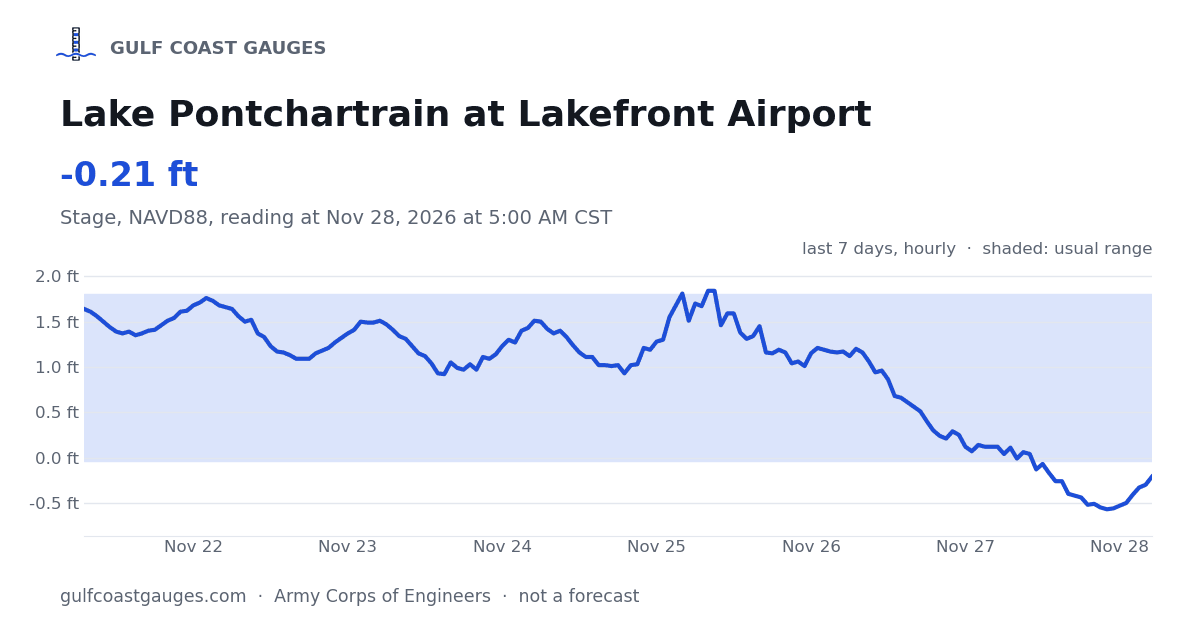 GULF COAST GAUGES
Lake Pontchartrain at Lakefront Airport
-0.21 ft
Stage, NAVD88, reading at Nov 28, 2026 at 5:00 AM CST
last 7 days, hourly · shaded: usual range
2.0 ft
1.5 ft
1.0 ft
0.5 ft
0.0 ft
-0.5 ft
Nov 22 Nov 23 Nov 24 Nov 25 Nov 26 Nov 27 Nov 28
gulfcoastgauges.com · Army Corps of Engineers · not a forecast